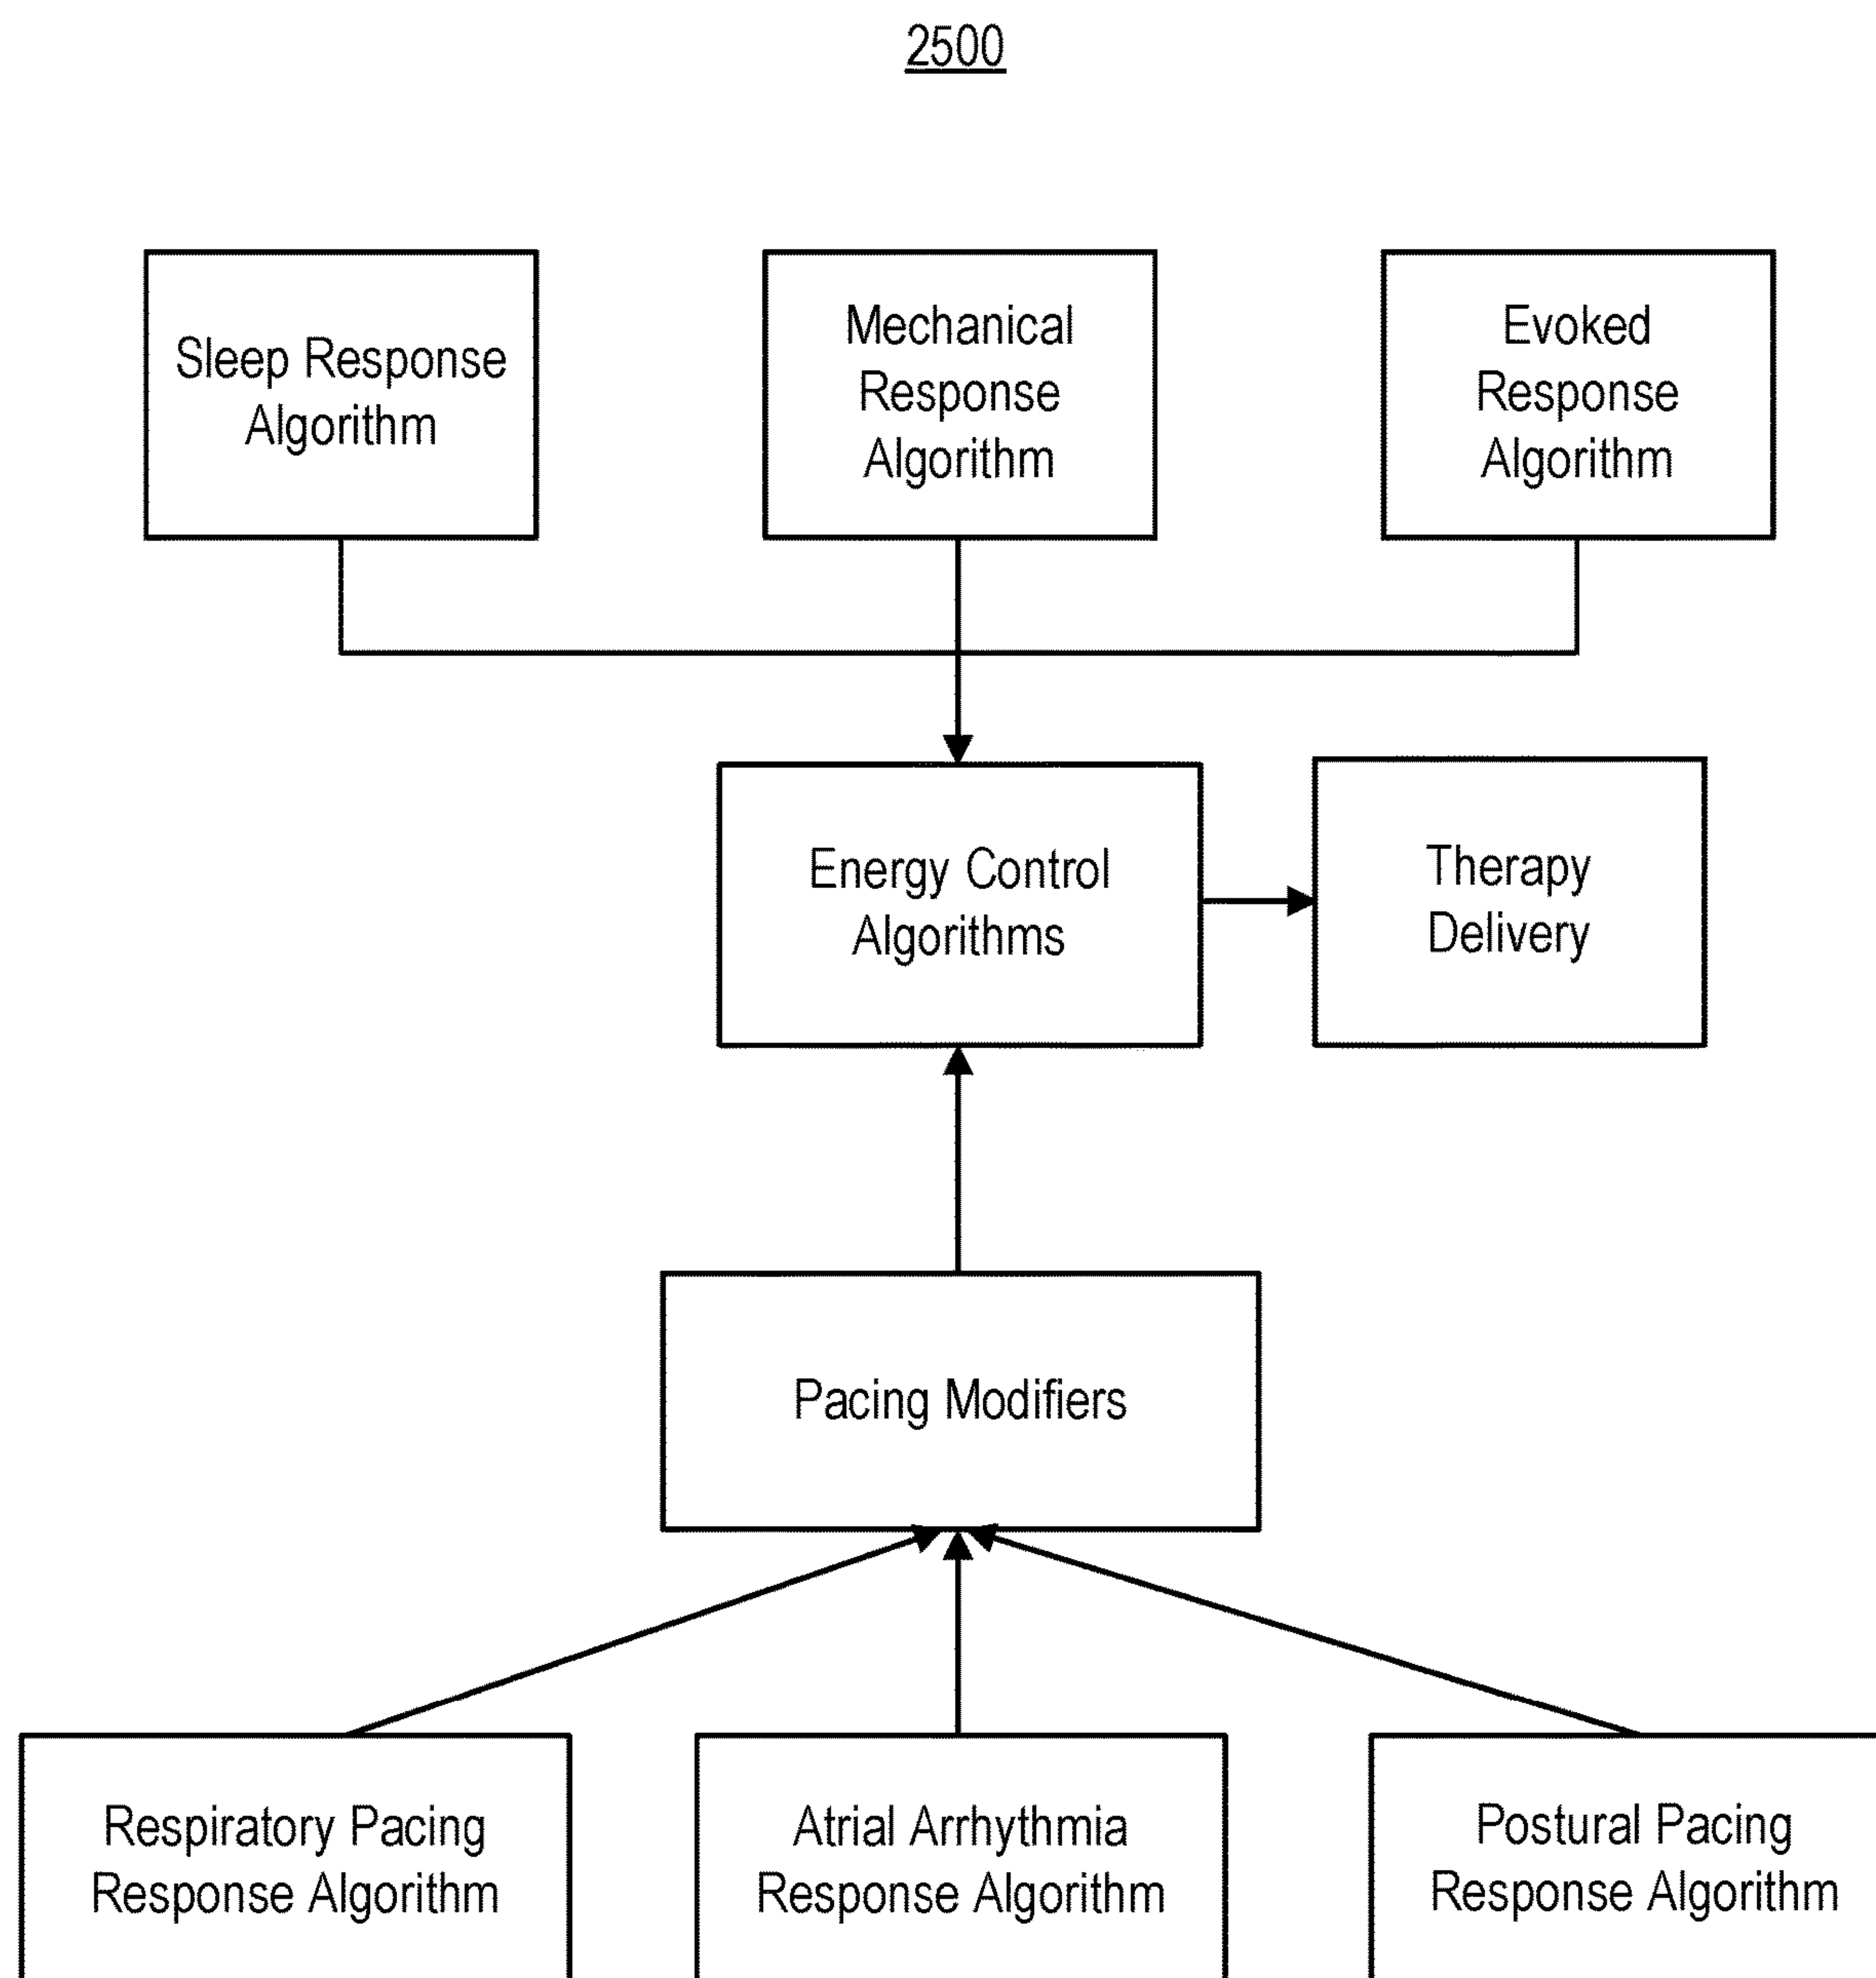 2500
Sleep Response
Algorithm
Mechanical
Response
Algorithm
Evoked
Response
Algorithm
Energy Control
Algorithms
Therapy
Delivery
Pacing Modifiers
Respiratory Pacing
Response Algorithm
Atrial Arrhythmia
Response Algorithm
Postural Pacing
Response Algorithm